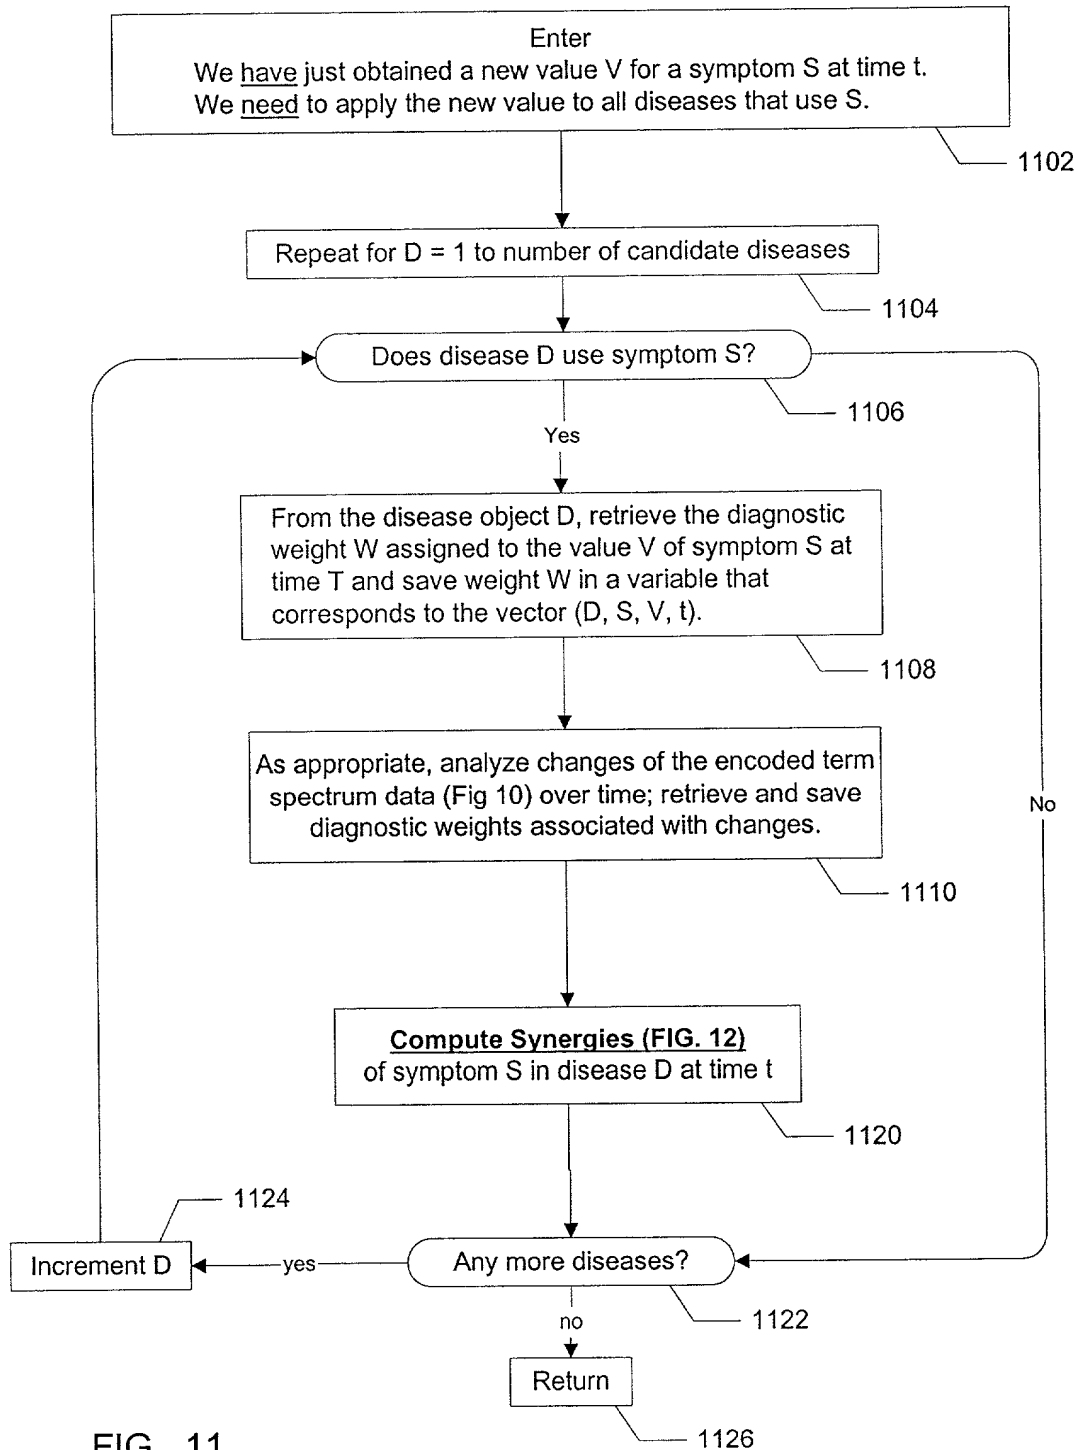 Enter
We have just obtained a new value V for a symptom S at time t.
We need to apply the new value to all diseases that use S.
1102
Repeat for D = 1 to number of candidate diseases
1104
Does disease D use symptom S?
1106
Yes
From the disease object D, retrieve the diagnostic
weight W assigned to the value V of symptom S at
time T and save weight W in a variable that
corresponds to the vector (D, S, V, t).
1108
As appropriate, analyze changes of the encoded term
spectrum data (Fig 10) over time; retrieve and save
diagnostic weights associated with changes.
No
1110
Compute Synergies (FIG. 12)
of symptom S in disease D at time t
1120
1124
Increment D
yes
Any more diseases?
1122
no
Return
1126
FIG. 11